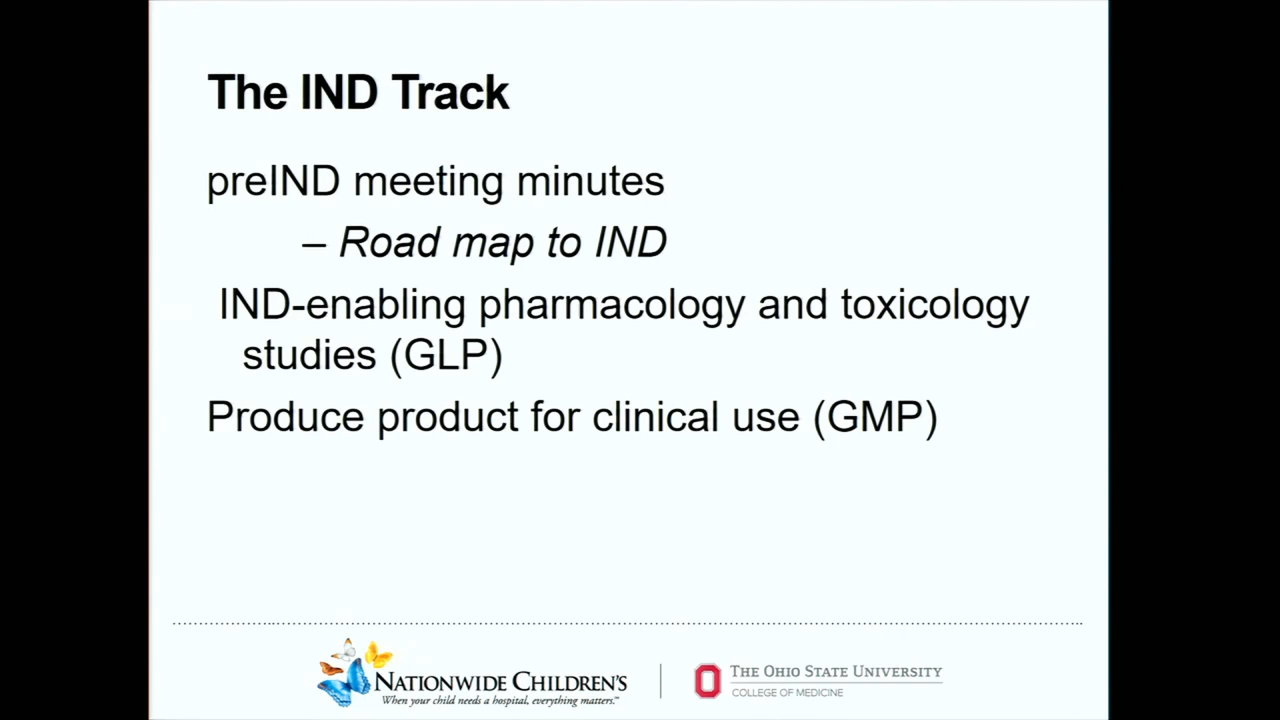 The IND Track
preIND meeting minutes
– Road map to IND
IND-enabling pharmacology and toxicology
studies (GLP)
Produce product for clinical use (GMP)
NATIONWIDE CHILDREN'S
When your child needs a hospital, everything matters.™
THE OHIO STATE UNIVERSITY
COLLEGE OF MEDICINE